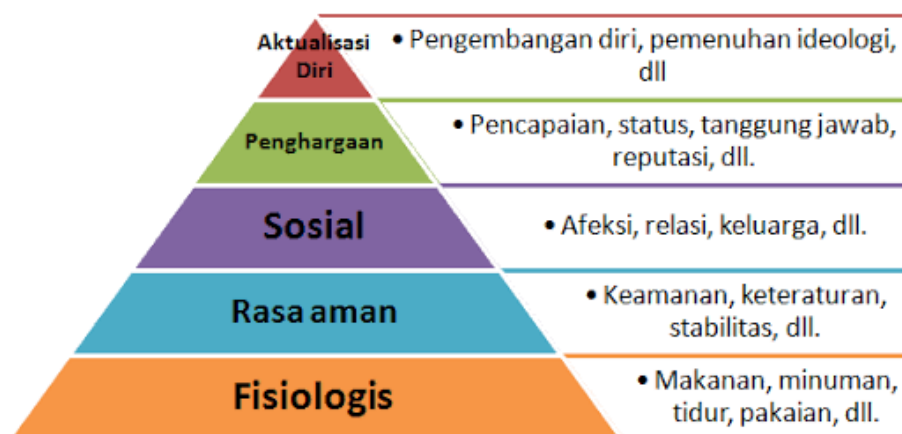 Aktualisasi
Diri
• Pengembangan diri, pemenuhan ideologi,
dll
Penghargaan
• Pencapaian, status, tanggung jawab,
reputasi, dll.
Sosial
• Afeksi, relasi, keluarga, dll.
Rasa aman
• Keamanan, keteraturan,
stabilitas, dll.
Fisiologis
• Makanan, minuman,
tidur, pakaian, dll.